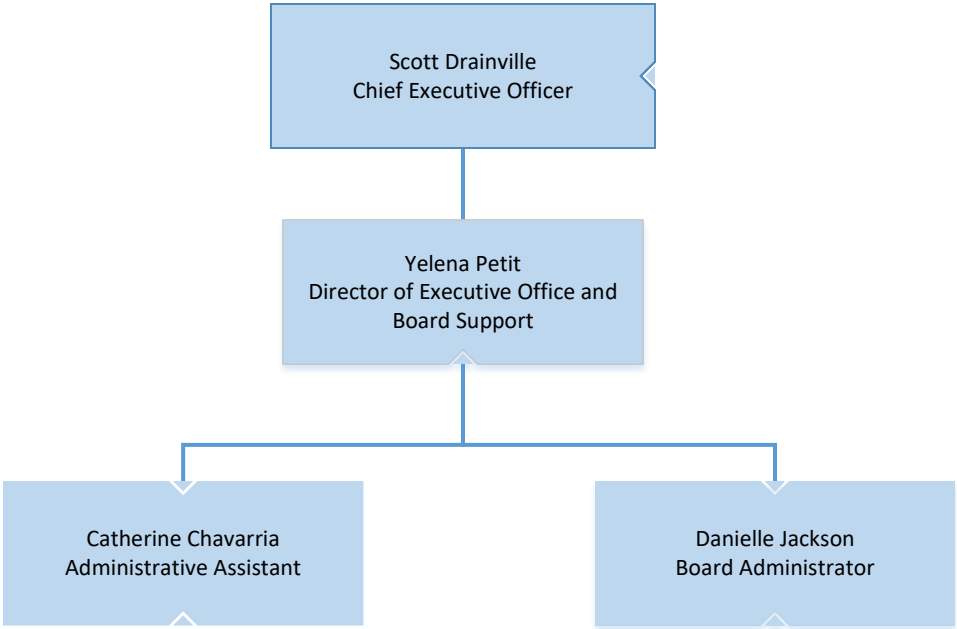 Scott Drainville
Chief Executive Officer
Yelena Petit
Director of Executive Office and
Board Support
Catherine Chavarria
Administrative Assistant
Danielle Jackson
Board Administrator